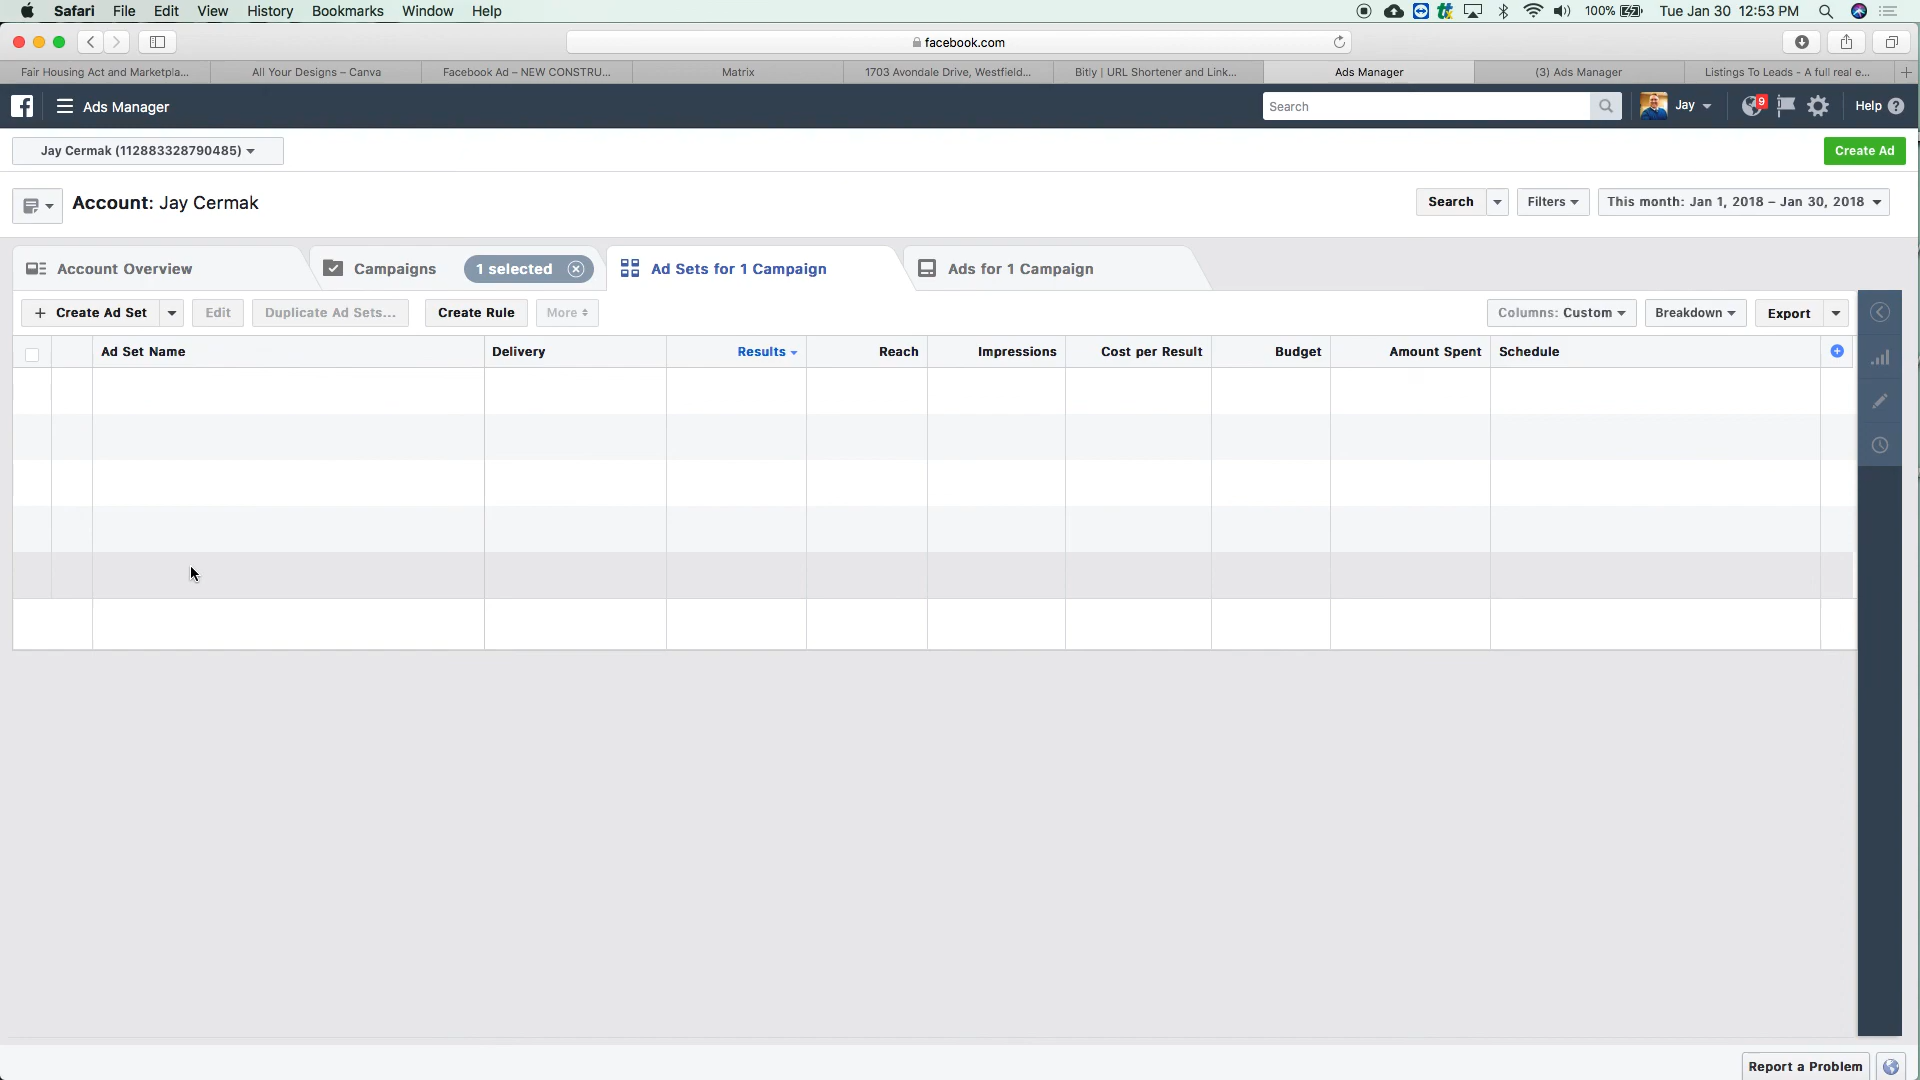 Safari File Edit View History Bookmarks Window Help 100% Tue Jan 30 12:53 PM
facebook.com
Fair Housing Act and Marketpla... All Your Designs – Canva Facebook Ad – NEW CONSTRU... Matrix 1703 Avondale Drive, Westfield... Bitly | URL Shortener and Link... Ads Manager (3) Ads Manager Listings To Leads - A full real e...
Ads Manager Search Jay 9 Help
Jay Cermak (112883328790485) Create Ad
Account: Jay Cermak Search Filters This month: Jan 1, 2018 – Jan 30, 2018
Account Overview Campaigns 1 selected Ad Sets for 1 Campaign Ads for 1 Campaign
+ Create Ad Set Edit Duplicate Ad Sets... Create Rule More Columns: Custom Breakdown Export
Ad Set Name Delivery Results Reach Impressions Cost per Result Budget Amount Spent Schedule
Report a Problem